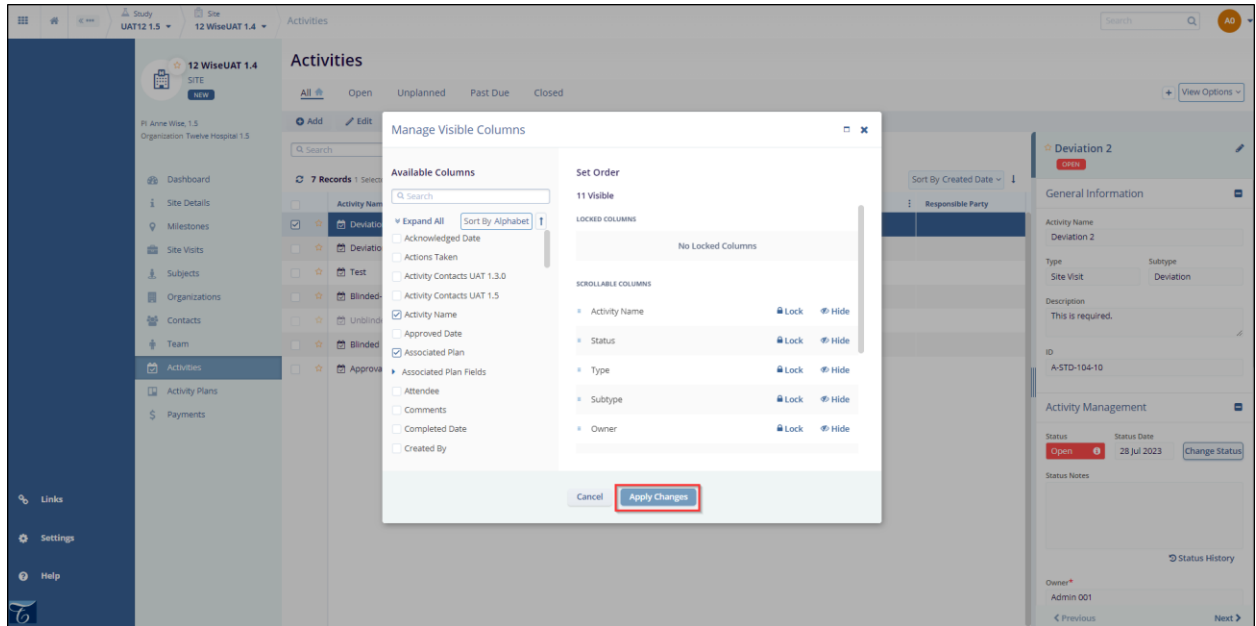 Study
UAT12 1.5
Site
12 WiseUAT 1.4
Activities
Search
AD
12 WiseUAT 1.4
SITE
NEW
PI Anne Wise, 1.5
Organization Twelve Hospital 1.5
Dashboard
Site Details
Milestones
Site Visits
Subjects
Organizations
Contacts
Team
Activities
Activity Plans
Payments
Links
Settings
Help
Activities
All
Open
Unplanned
Past Due
Closed
View Options
Add
Edit
Search
7 Records 1 Select
Sort By Created Date
Activity Nam
Responsible Party
Deviatio
Deviatio
Test
Blinded-
Unblind
Blinded
Approva
Manage Visible Columns
Available Columns
Search
Expand All
Sort By Alphabet
Acknowledged Date
Actions Taken
Activity Contacts UAT 1.3.0
Activity Contacts UAT 1.5
Activity Name
Approved Date
Associated Plan
Associated Plan Fields
Attendee
Comments
Completed Date
Created By
Set Order
11 Visible
LOCKED COLUMNS
No Locked Columns
SCROLLABLE COLUMNS
Activity Name Lock Hide
Status Lock Hide
Type Lock Hide
Subtype Lock Hide
Owner Lock Hide
Cancel
Apply Changes
Deviation 2
OPEN
General Information
Activity Name
Deviation 2
Type Subtype
Site Visit Deviation
Description
This is required.
ID
A-STD-104-10
Activity Management
Status Status Date
Open 28 Jul 2023 Change Status
Status Notes
Status History
Owner*
Admin 001
Previous Next